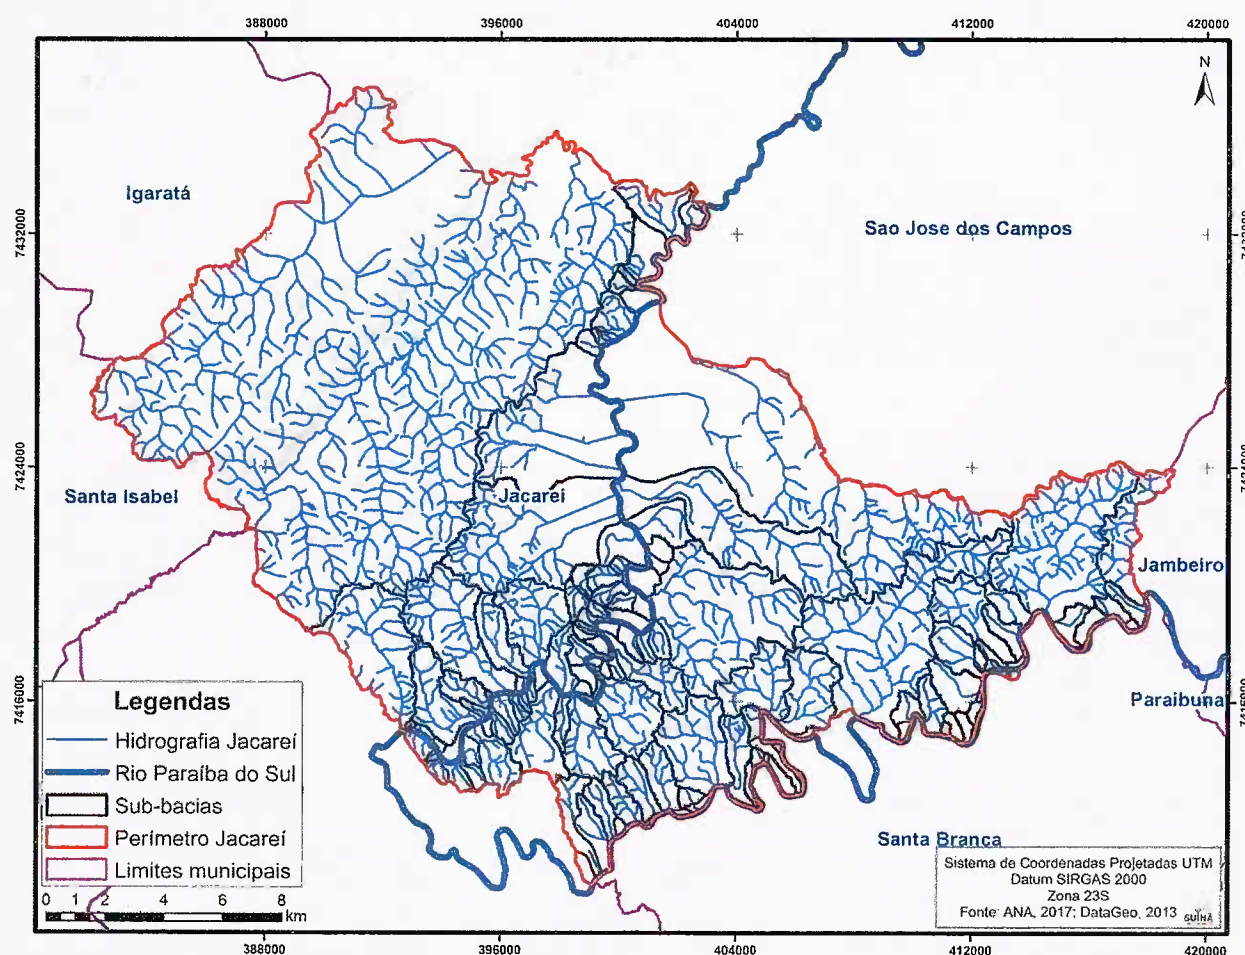 388000 396000 404000 412000 420000
N
Igaratá
Sao Jose dos Campos
7432000
7432000
7424000
7424000
Santa Isabel
Jacareí
Jambeiro
7416000
7416000
Paraibuna
Legendas
Hidrografia Jacareí
Rio Paraíba do Sul
Sub-bacias
Perímetro Jacareí
Limites municipais
0 1 2 4 6 8
km
Santa Branca
Sistema de Coordenadas Projetadas UTM
Datum SIRGAS 2000
Zona 23S
Fonte: ANA, 2017; DataGeo, 2013
388000 396000 404000 412000 420000